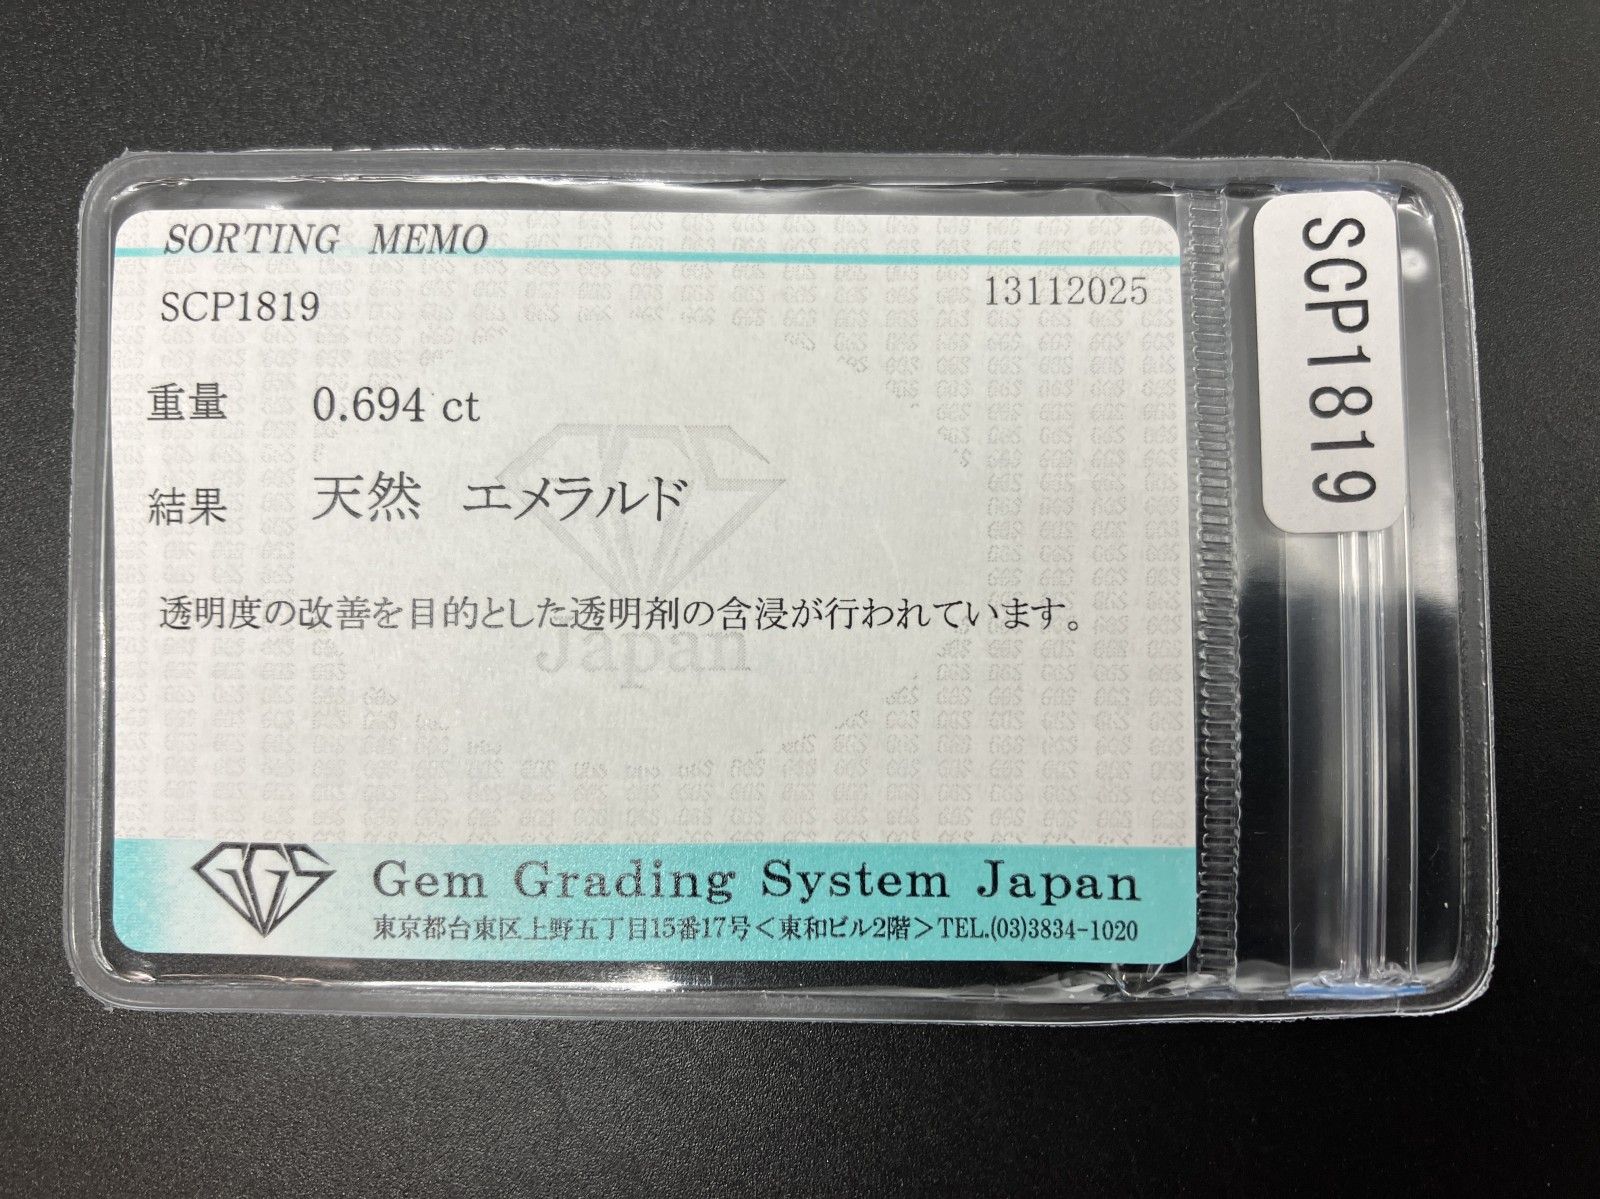 SORTING MEMO
SCP1819
13112025
重量 0.694 ct
結果 天然 エメラルド
透明度の改善を目的とした透明剤の含浸が行われています。
Japan
GGS Gem Grading System Japan
東京都台東区上野五丁目15番17号<東和ビル2階>TEL.(03)3834-1020
SCP1819